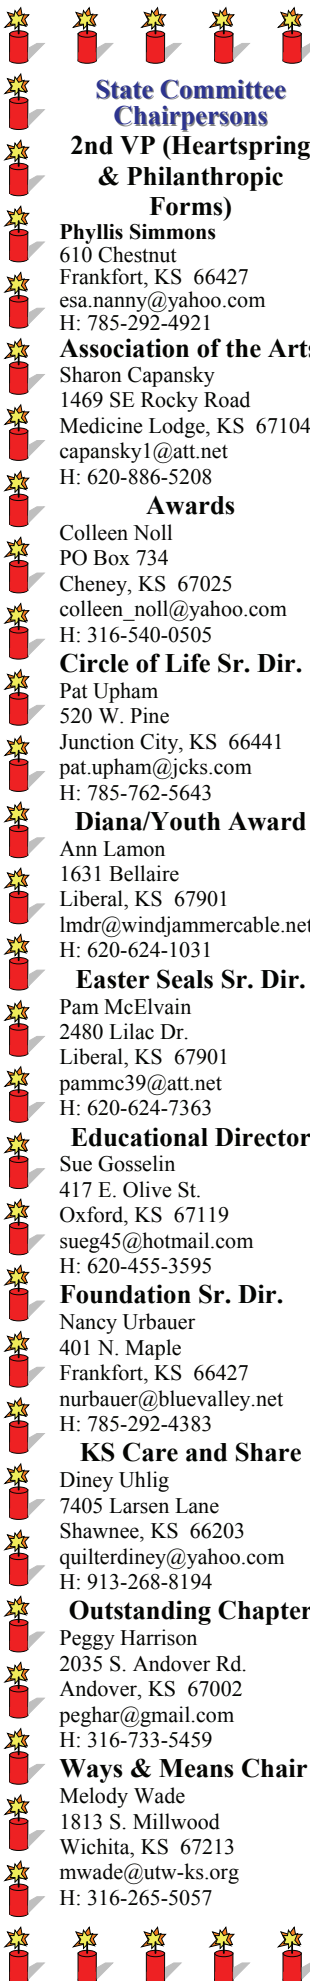 State Committee
Chairpersons
2nd VP (Heartspring
& Philanthropic
Forms)
Phyllis Simmons
610 Chestnut
Frankfort, KS  66427
esa.nanny@yahoo.com
H: 785-292-4921
Association of the Arts
Sharon Capansky
1469 SE Rocky Road
Medicine Lodge, KS  67104
capansky1@att.net
H: 620-886-5208
Awards
Colleen Noll
PO Box 734
Cheney, KS  67025
colleen_noll@yahoo.com
H: 316-540-0505
Circle of Life Sr. Dir.
Pat Upham
520 W. Pine
Junction City, KS  66441
pat.upham@jcks.com
H: 785-762-5643
Diana/Youth Award
Ann Lamon
1631 Bellaire
Liberal, KS  67901
lmdr@windjammercable.net
H: 620-624-1031
Easter Seals Sr. Dir.
Pam McElvain
2480 Lilac Dr.
Liberal, KS  67901
pammc39@att.net
H: 620-624-7363
Educational Director
Sue Gosselin
417 E. Olive St.
Oxford, KS  67119
sueg45@hotmail.com
H: 620-455-3595
Foundation Sr. Dir.
Nancy Urbauer
401 N. Maple
Frankfort, KS  66427
nurbauer@bluevalley.net
H: 785-292-4383
KS Care and Share
Diney Uhlig
7405 Larsen Lane
Shawnee, KS  66203
quilterdiney@yahoo.com
H: 913-268-8194
Outstanding Chapter
Peggy Harrison
2035 S. Andover Rd.
Andover, KS  67002
peghar@gmail.com
H: 316-733-5459
Ways & Means Chair
Melody Wade
1813 S. Millwood
Wichita, KS  67213
mwade@utw-ks.org
H: 316-265-5057